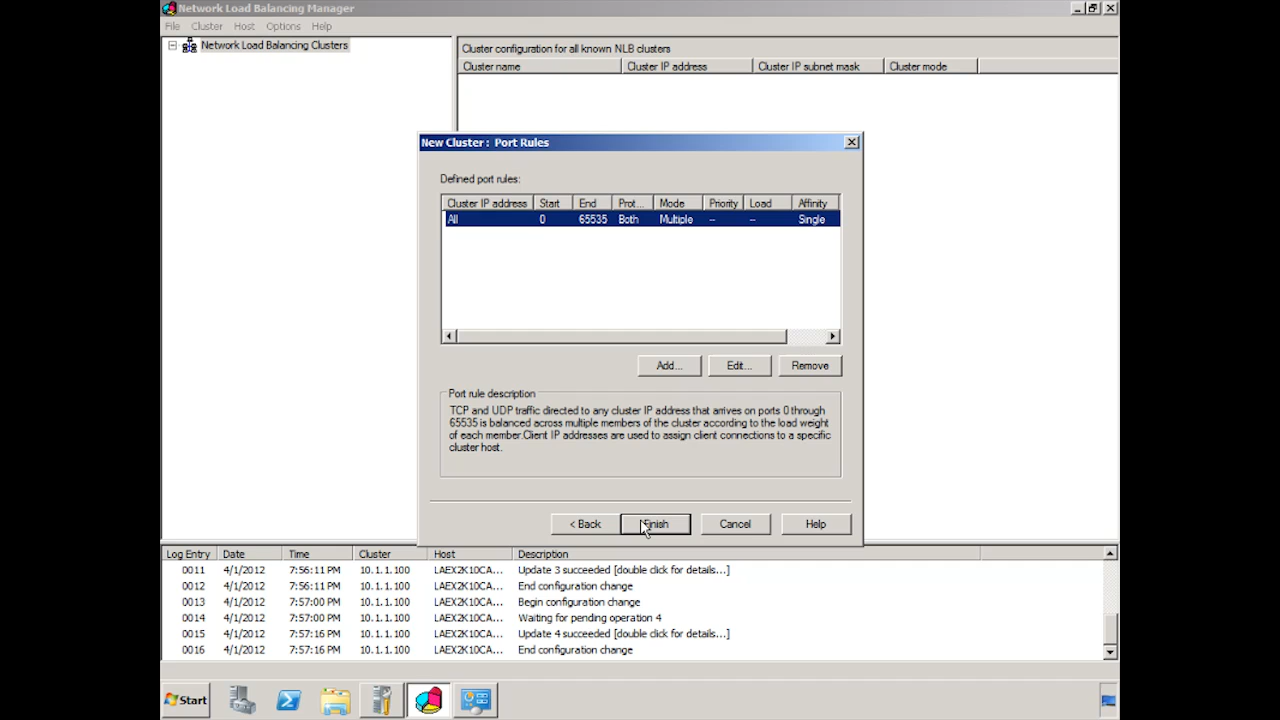 Network Load Balancing Manager
File Cluster Host Options Help
Network Load Balancing Clusters
Cluster configuration for all known NLB clusters
Cluster name Cluster IP address Cluster IP subnet mask Cluster mode
New Cluster : Port Rules
Defined port rules:
Cluster IP address Start End Prot... Mode Priority Load Affinity
All 0 65535 Both Multiple -- -- Single
Add... Edit... Remove
Port rule description
TCP and UDP traffic directed to any cluster IP address that arrives on ports 0 through
65535 is balanced across multiple members of the cluster according to the load weight
of each member.Client IP addresses are used to assign client connections to a specific
cluster host.
< Back Finish Cancel Help
Log Entry Date Time Cluster Host Description
0011 4/1/2012 7:56:11 PM 10.1.1.100 LAEX2K10CA... Update 3 succeeded [double click for details...]
0012 4/1/2012 7:56:11 PM 10.1.1.100 LAEX2K10CA... End configuration change
0013 4/1/2012 7:57:00 PM 10.1.1.100 LAEX2K10CA... Begin configuration change
0014 4/1/2012 7:57:00 PM 10.1.1.100 LAEX2K10CA... Waiting for pending operation 4
0015 4/1/2012 7:57:16 PM 10.1.1.100 LAEX2K10CA... Update 4 succeeded [double click for details...]
0016 4/1/2012 7:57:16 PM 10.1.1.100 LAEX2K10CA... End configuration change
Start